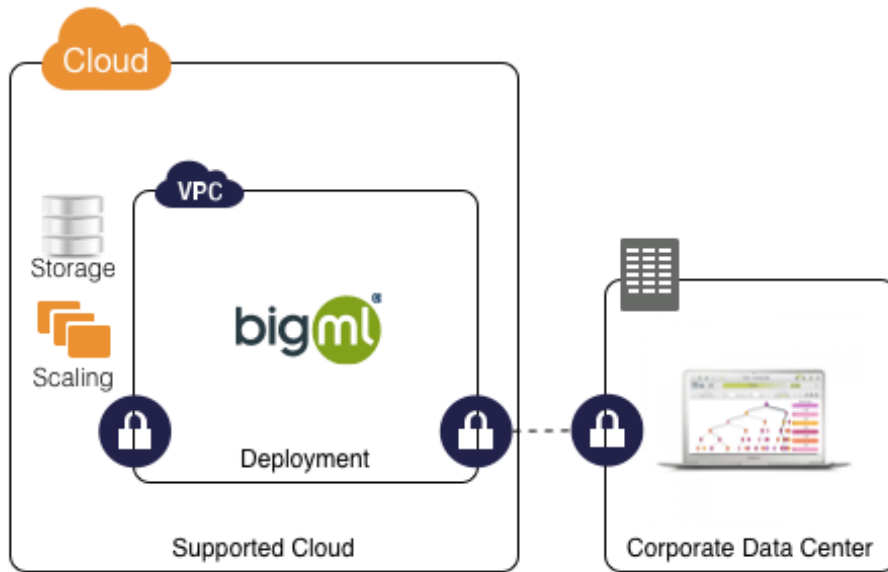 Cloud
VPC
Storage
Scaling
bigml
Deployment
Supported Cloud
Corporate Data Center